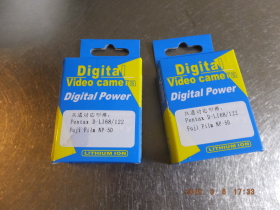 Digital
Video camera
Digital Power
Pentax D-LI68/122
Fuji Film NP-50
LITHIUM ION
Digital
Video camera
Digital Power
Pentax D-LI68/122
Fuji Film NP-50
LITHIUM ION
17:33